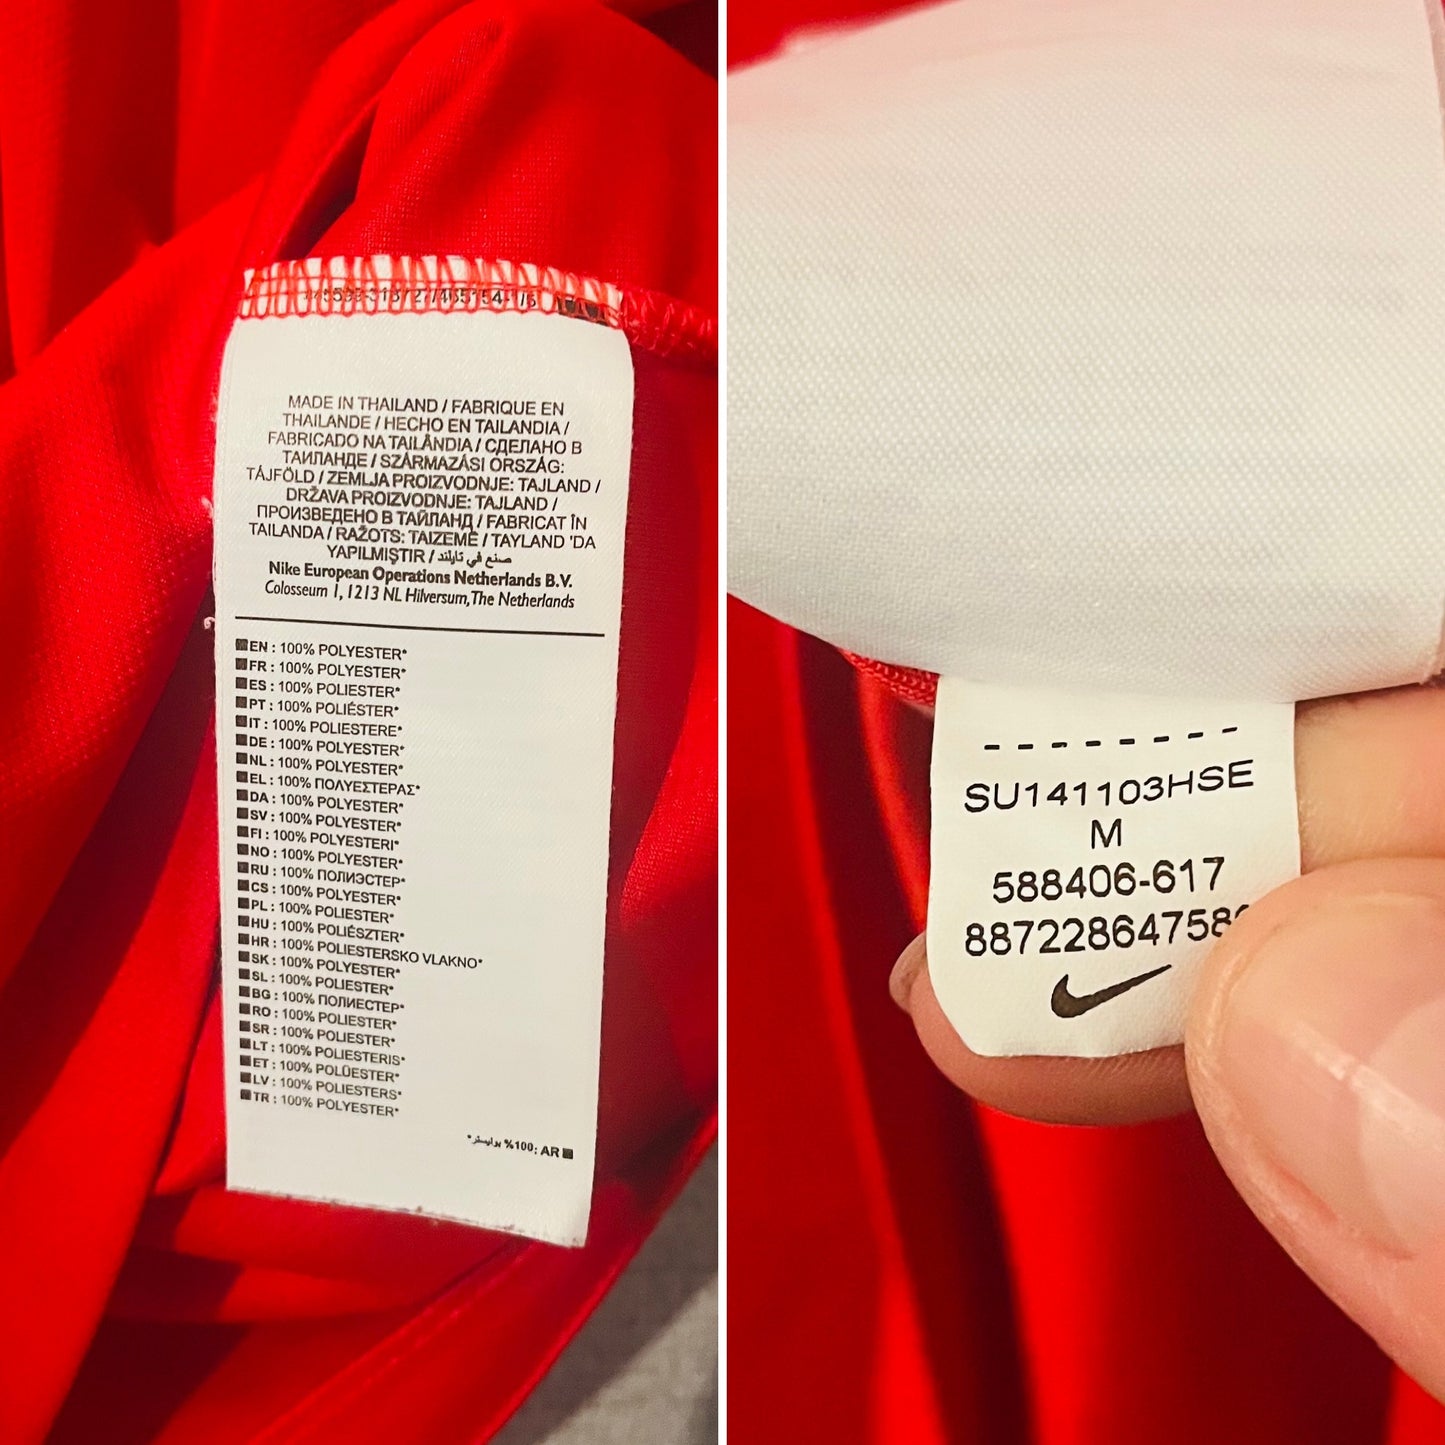 MADE IN THAILAND / FABRIQUE EN
THAILANDE / HECHO EN TAILANDIA /
FABRICADO NA TAILÂNDIA / СДЕЛАНО В
ТАИЛАНДЕ / SZÁRMAZÁSI ORSZÁG:
TÁJFÖLD / ZEMLJA PROIZVODNJE: TAJLAND /
DRŽAVA PROIZVODNJE: TAJLAND /
ПРОИЗВЕДЕНО В ТАЙЛАНД / FABRICAT ÎN
TAILANDA / RAŽOTS: TAIZEMĒ / TAYLAND 'DA
YAPILMIŞTIR / صنع في تايلند
Nike European Operations Netherlands B.V.
Colosseum 1, 1213 NL Hilversum, The Netherlands
EN : 100% POLYESTER*
FR : 100% POLYESTER*
ES : 100% POLIESTER*
PT : 100% POLIÉSTER*
IT : 100% POLIESTERE*
DE : 100% POLYESTER*
NL : 100% POLYESTER*
EL : 100% ΠΟΛΥΕΣΤΕΡΑΣ*
DA : 100% POLYESTER*
SV : 100% POLYESTER*
FI : 100% POLYESTERI*
NO : 100% POLYESTER*
RU : 100% ПОЛИЭСТЕР*
CS : 100% POLYESTER*
PL : 100% POLIESTER*
HU : 100% POLIÉSZTER*
HR : 100% POLIESTERSKO VLAKNO*
SK : 100% POLYESTER*
SL : 100% POLIESTER*
BG : 100% ПОЛИЕСТЕР*
RO : 100% POLIESTER*
SR : 100% POLIESTER*
LT : 100% POLIESTERIS*
ET : 100% POLÜESTER*
LV : 100% POLIESTERS*
TR : 100% POLYESTER*
AR :100% بوليستر*
SU141103HSE
M
588406-617
88722864758